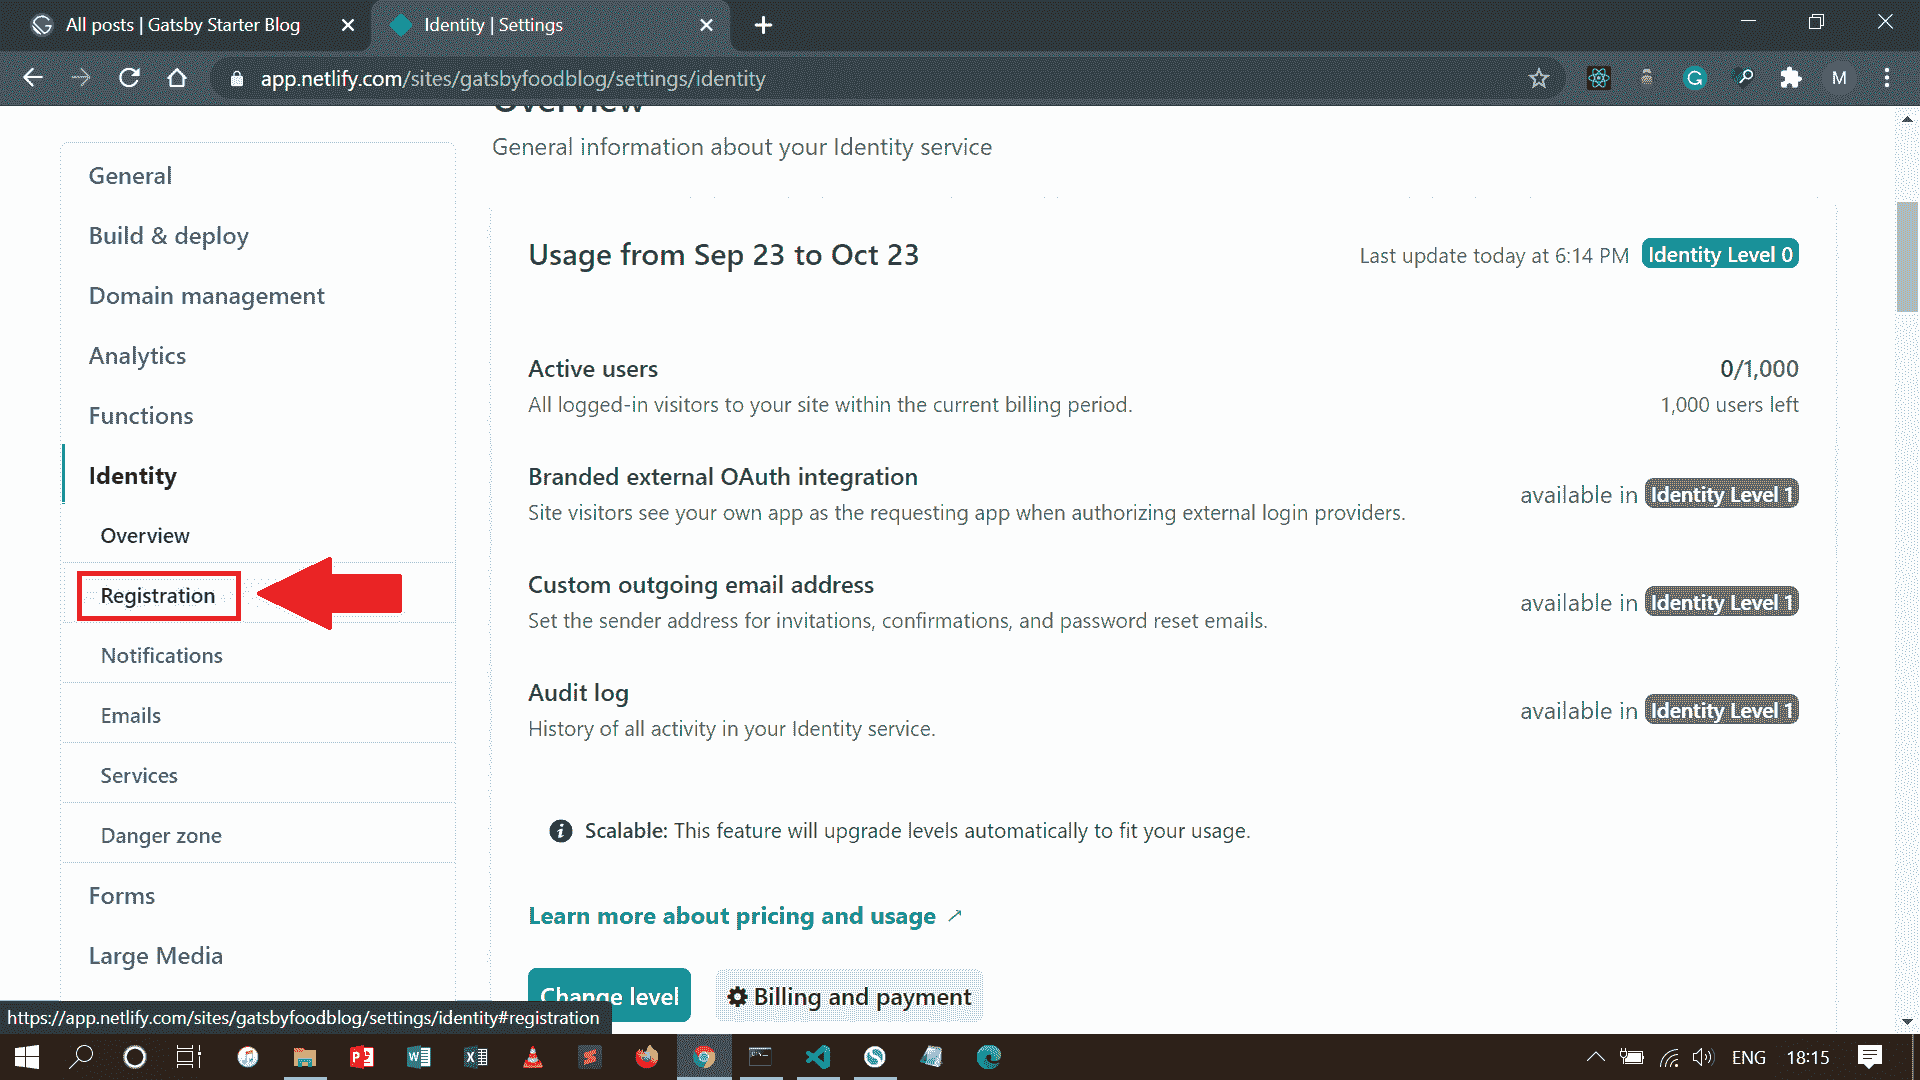 All posts | Gatsby Starter Blog
Identity | Settings
app.netlify.com/sites/gatsbyfoodblog/settings/identity
M
Overview
General information about your Identity service
General
Build & deploy
Domain management
Analytics
Functions
Identity
Overview
Registration
Notifications
Emails
Services
Danger zone
Forms
Large Media
Usage from Sep 23 to Oct 23
Last update today at 6:14 PM Identity Level 0
Active users
0/1,000
All logged-in visitors to your site within the current billing period.
1,000 users left
Branded external OAuth integration
Site visitors see your own app as the requesting app when authorizing external login providers.
available in Identity Level 1
Custom outgoing email address
Set the sender address for invitations, confirmations, and password reset emails.
available in Identity Level 1
Audit log
History of all activity in your Identity service.
available in Identity Level 1
Scalable: This feature will upgrade levels automatically to fit your usage.
Learn more about pricing and usage
Change level
Billing and payment
https://app.netlify.com/sites/gatsbyfoodblog/settings/identity#registration
ENG 18:15